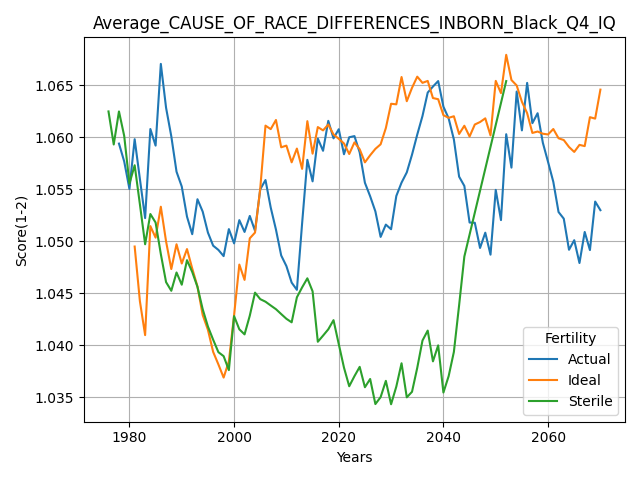 Average_CAUSE_OF_RACE_DIFFERENCES_INBORN_Black_Q4_IQ
1.065
1.060
1.055
1.050
1.045
1.040
1.035
Score(1-2)
1980
2000
2020
2040
2060
Years
Fertility
Actual
Ideal
Sterile